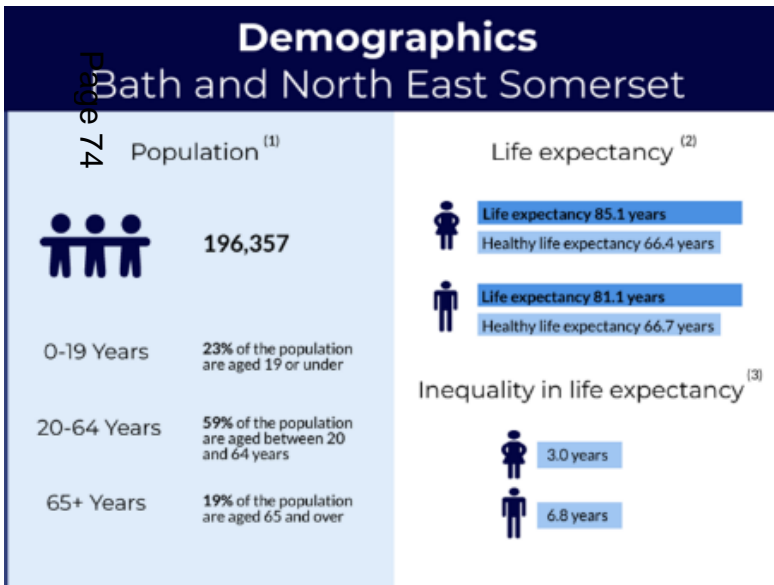 Demographics
Bath and North East Somerset
Page 74
Population (1)
196,357
0-19 Years
23% of the population
are aged 19 or under
20-64 Years
59% of the population
are aged between 20
and 64 years
65+ Years
19% of the population
are aged 65 and over
Life expectancy (2)
Life expectancy 85.1 years
Healthy life expectancy 66.4 years
Life expectancy 81.1 years
Healthy life expectancy 66.7 years
Inequality in life expectancy (3)
3.0 years
6.8 years